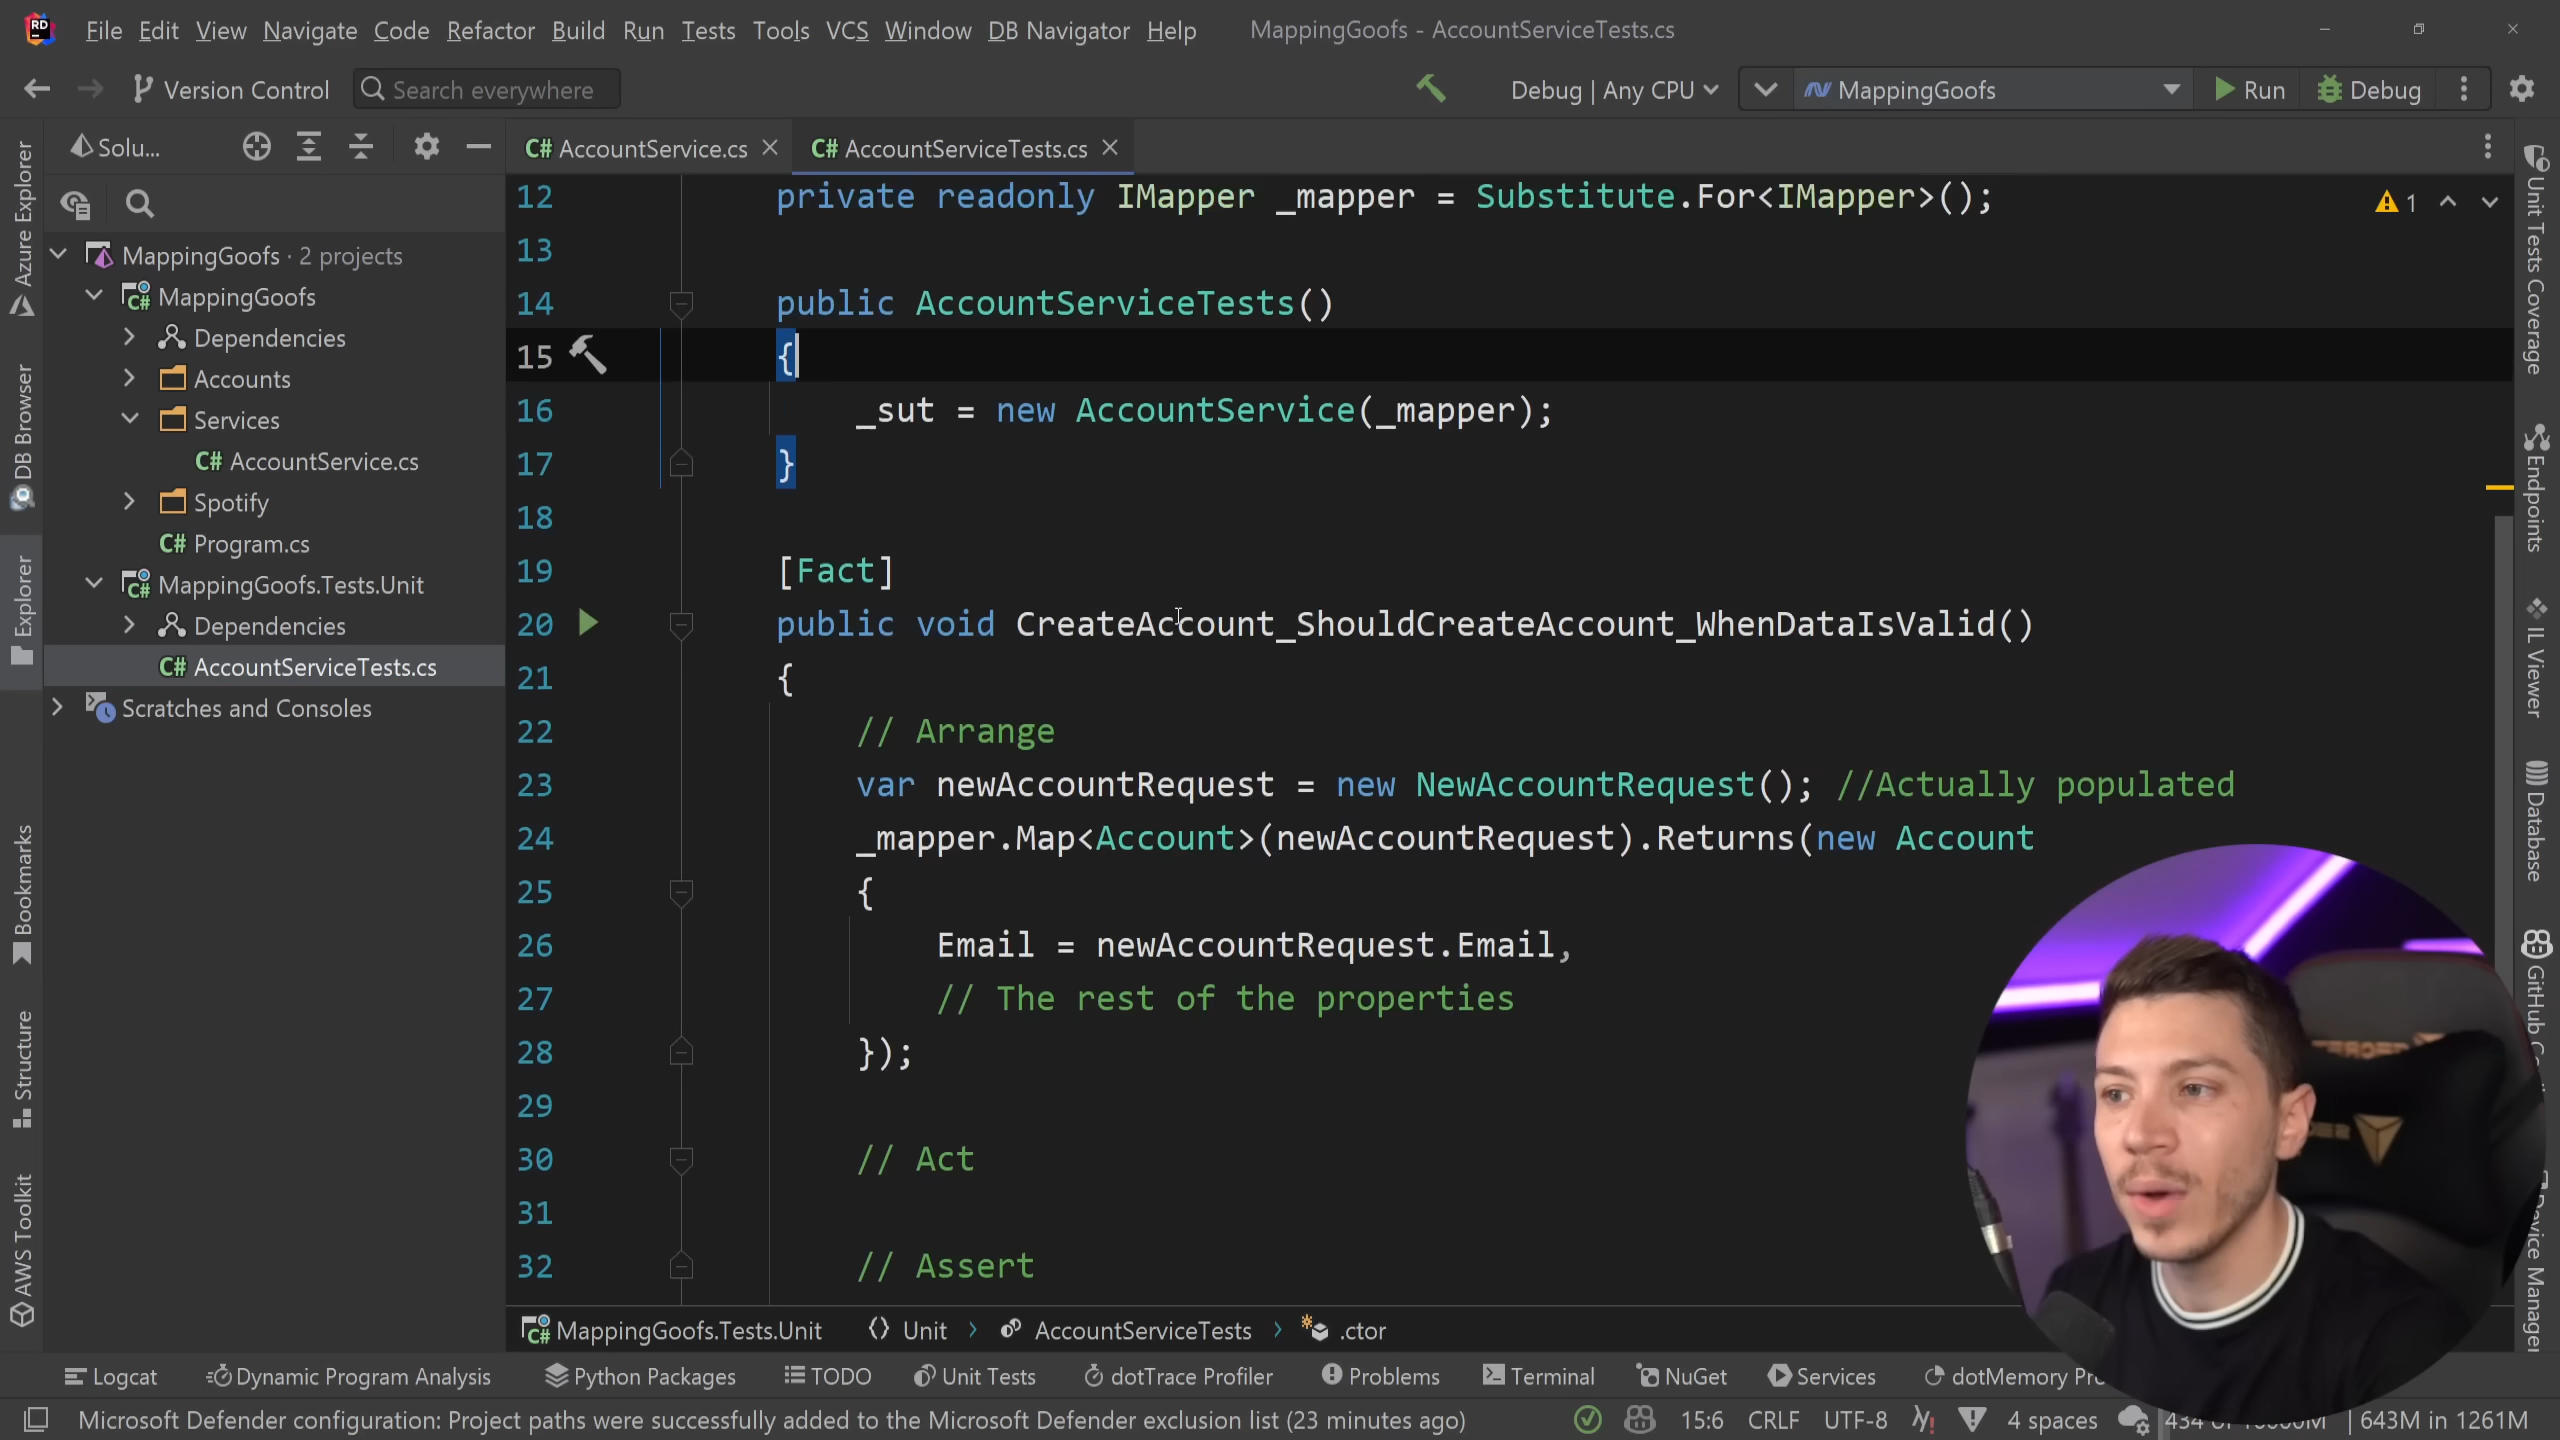 File Edit View Navigate Code Refactor Build Run Tests Tools VCS Window DB Navigator Help MappingGoofs - AccountServiceTests.cs
Version Control Search everywhere Debug | Any CPU MappingGoofs Run Debug
Solu... C# AccountService.cs C# AccountServiceTests.cs
MappingGoofs · 2 projects
MappingGoofs
Dependencies
Accounts
Services
C# AccountService.cs
Spotify
C# Program.cs
MappingGoofs.Tests.Unit
Dependencies
C# AccountServiceTests.cs
Scratches and Consoles
Azure Explorer
DB Browser
Explorer
Bookmarks
Structure
AWS Toolkit
12 private readonly IMapper _mapper = Substitute.For<IMapper>();
1
13
14 public AccountServiceTests()
15 {
16 _sut = new AccountService(_mapper);
17 }
18
19 [Fact]
20 public void CreateAccount_ShouldCreateAccount_WhenDataIsValid()
21 {
22 // Arrange
23 var newAccountRequest = new NewAccountRequest(); //Actually populated
24 _mapper.Map<Account>(newAccountRequest).Returns(new Account
25 {
26 Email = newAccountRequest.Email,
27 // The rest of the properties
28 });
29
30 // Act
31
32 // Assert
Unit Tests Coverage
Endpoints
IL Viewer
Database
GitHub
Manager
MappingGoofs.Tests.Unit Unit AccountServiceTests .ctor
Logcat Dynamic Program Analysis Python Packages TODO Unit Tests dotTrace Profiler Problems Terminal NuGet Services dotMemory
Microsoft Defender configuration: Project paths were successfully added to the Microsoft Defender exclusion list (23 minutes ago) 15:6 CRLF UTF-8 4 spaces 643M in 1261M